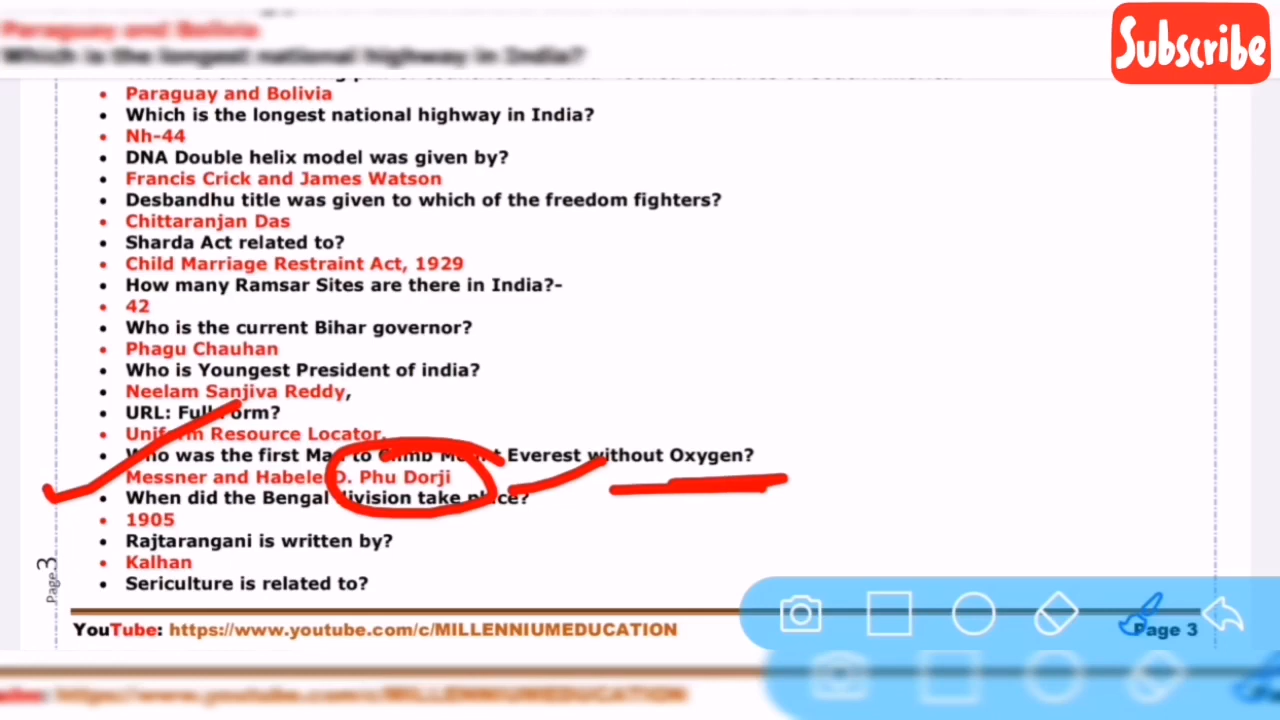 Paraguay and Bolivia
Subscribe
Which is the longest national highway in India?
• Paraguay and Bolivia
• Which is the longest national highway in India?
• Nh-44
• DNA Double helix model was given by?
• Francis Crick and James Watson
• Desbandhu title was given to which of the freedom fighters?
• Chittaranjan Das
• Sharda Act related to?
• Child Marriage Restraint Act, 1929
• How many Ramsar Sites are there in India?-
• 42
• Who is the current Bihar governor?
• Phagu Chauhan
• Who is Youngest President of india?
• Neelam Sanjiva Reddy,
• URL: Full Form?
• Uniform Resource Locator.
• Who was the first Man to Climb Mount Everest without Oxygen?
Messner and Habele D. Phu Dorji
• When did the Bengal division take place?
• 1905
• Rajtarangani is written by?
• Kalhan
• Sericulture is related to?
Page 3
YouTube: https://www.youtube.com/c/MILLENNIUMEDUCATION
Page 3